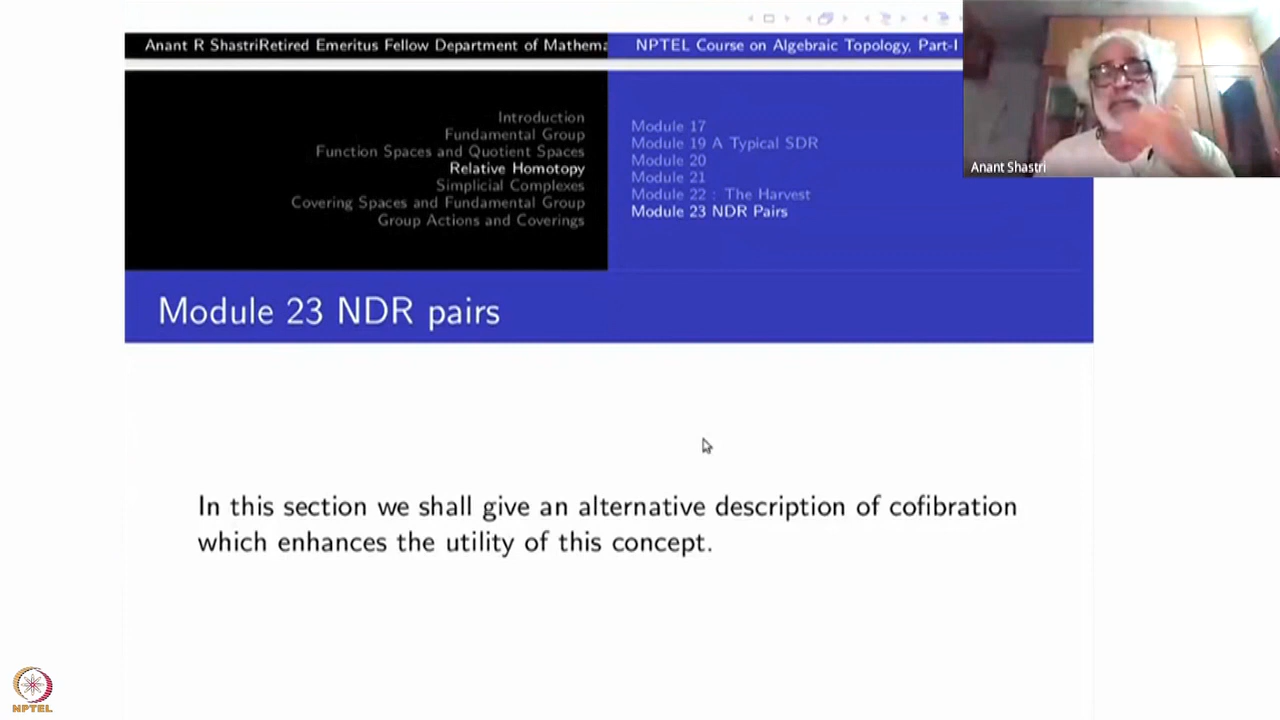 Anant R ShastriRetired Emeritus Fellow Department of Mathema
NPTEL Course on Algebraic Topology, Part-I
Introduction
Fundamental Group
Function Spaces and Quotient Spaces
Relative Homotopy
Simplicial Complexes
Covering Spaces and Fundamental Group
Group Actions and Coverings
Module 17
Module 19 A Typical SDR
Module 20
Module 21
Module 22 : The Harvest
Module 23 NDR Pairs
Anant Shastri
Module 23 NDR pairs
In this section we shall give an alternative description of cofibration
which enhances the utility of this concept.
NPTEL